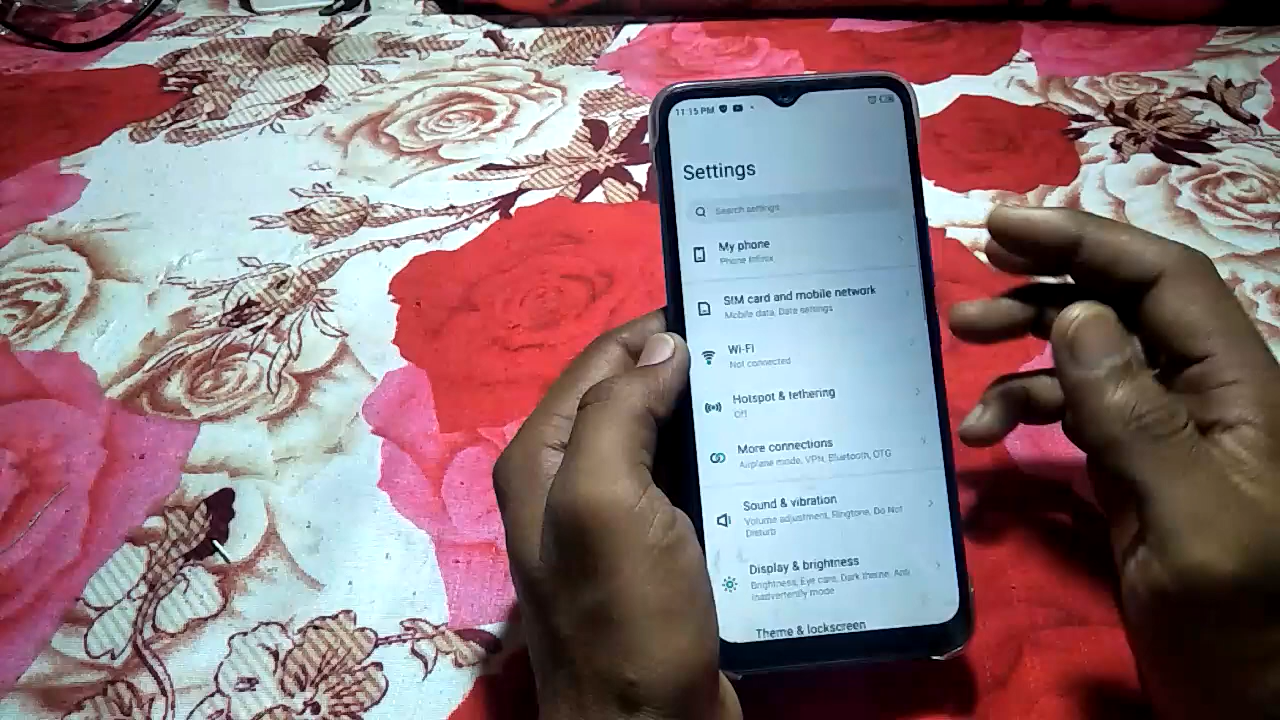 11:15 PM
Settings
Search settings
My phone
Phone Infinix
SIM card and mobile network
Mobile data, Data settings
Wi-Fi
Not connected
Hotspot & tethering
Off
More connections
Airplane mode, VPN, Bluetooth, OTG
Sound & vibration
Volume adjustment, Ringtone, Do Not
Disturb
Display & brightness
Brightness, Eye care, Dark theme, Anti
inadvertently mode
Theme & lockscreen